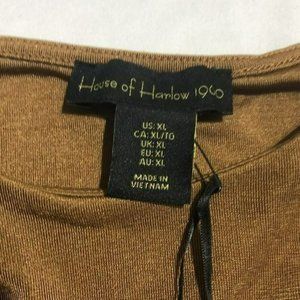 House of Harlow 1960
US: XL
CA: XL/TG
UK: XL
EU: XL
AU: XL
MADE IN
VIETNAM